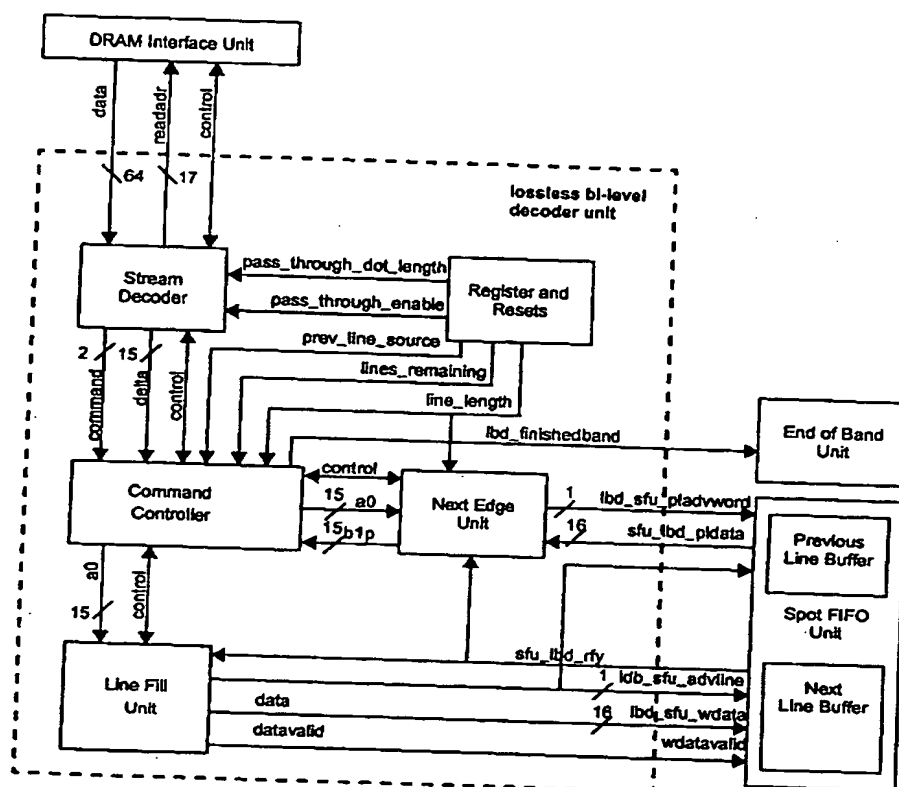 DRAM Interface Unit
data
readadr
control
64
17
lossless bi-level
decoder unit
Stream
Decoder
pass_through_dot_length
pass_through_enable
Register and
Resets
prev_line_source
lines_remaining
line_length
2
15
command
delta
control
lbd_finishedband
End of Band
Unit
Command
Controller
control
15
a0
15
b1p
Next Edge
Unit
1
lbd_sfu_pladvword
16
sfu_lbd_pldata
Previous
Line Buffer
Spot FIFO
Unit
a0
15
control
Line Fill
Unit
sfu_lbd_rfy
1
ldb_sfu_advline
data
16
lbd_sfu_wdata
datavalid
wdatavalid
Next
Line Buffer